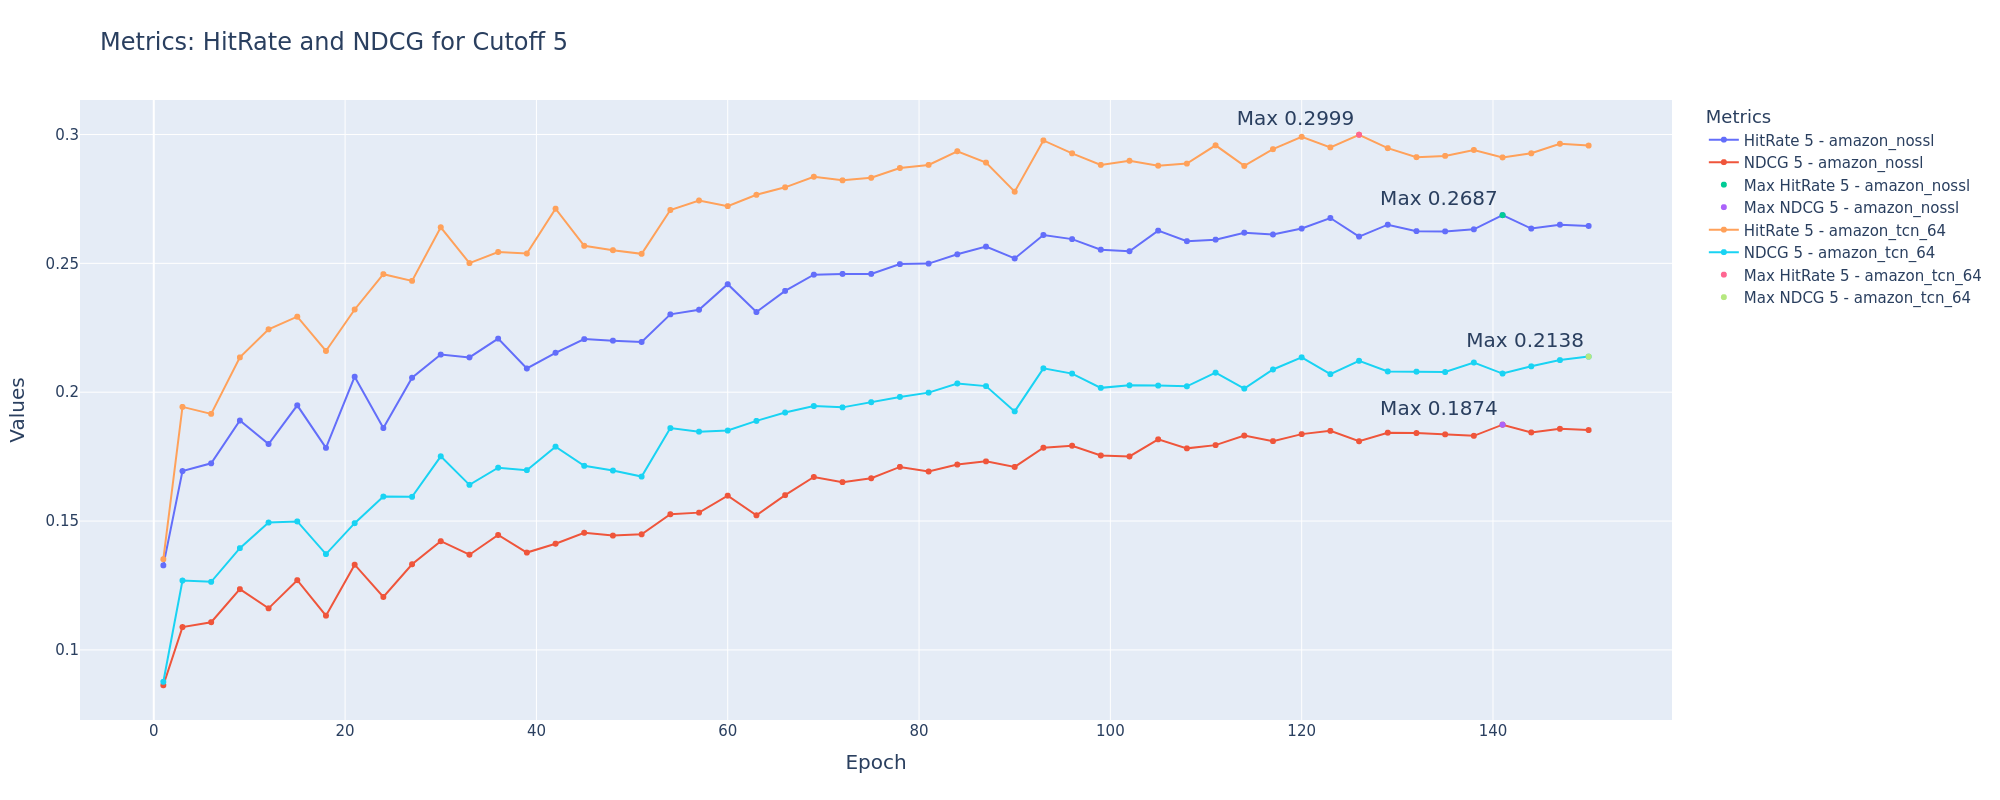 Metrics: HitRate and NDCG for Cutoff 5
Values
0.3
0.25
0.2
0.15
0.1
Max 0.2999
Max 0.2687
Max 0.2138
Max 0.1874
0 20 40 60 80 100 120 140
Epoch
Metrics
HitRate 5 - amazon_nossl
NDCG 5 - amazon_nossl
Max HitRate 5 - amazon_nossl
Max NDCG 5 - amazon_nossl
HitRate 5 - amazon_tcn_64
NDCG 5 - amazon_tcn_64
Max HitRate 5 - amazon_tcn_64
Max NDCG 5 - amazon_tcn_64